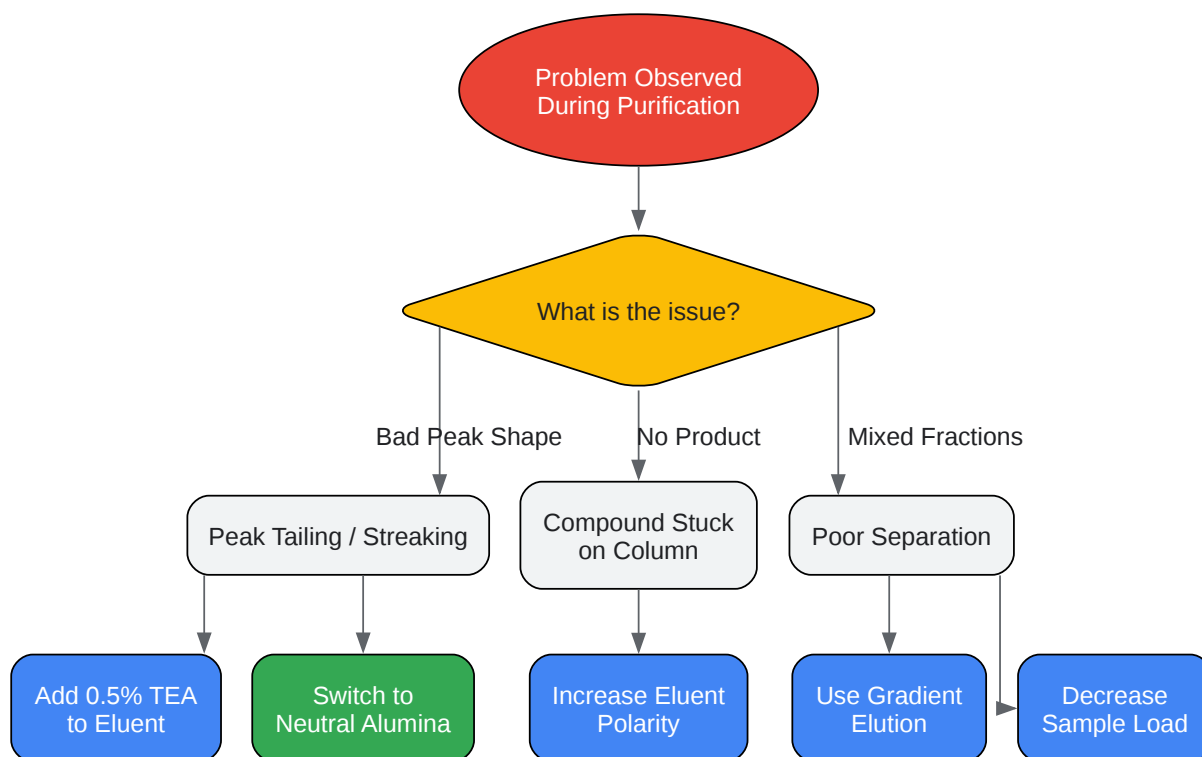 Problem Observed
During Purification
What is the issue?
Bad Peak Shape
No Product
Mixed Fractions
Peak Tailing / Streaking
Compound Stuck
on Column
Poor Separation
Add 0.5% TEA
to Eluent
Switch to
Neutral Alumina
Increase Eluent
Polarity
Use Gradient
Elution
Decrease
Sample Load